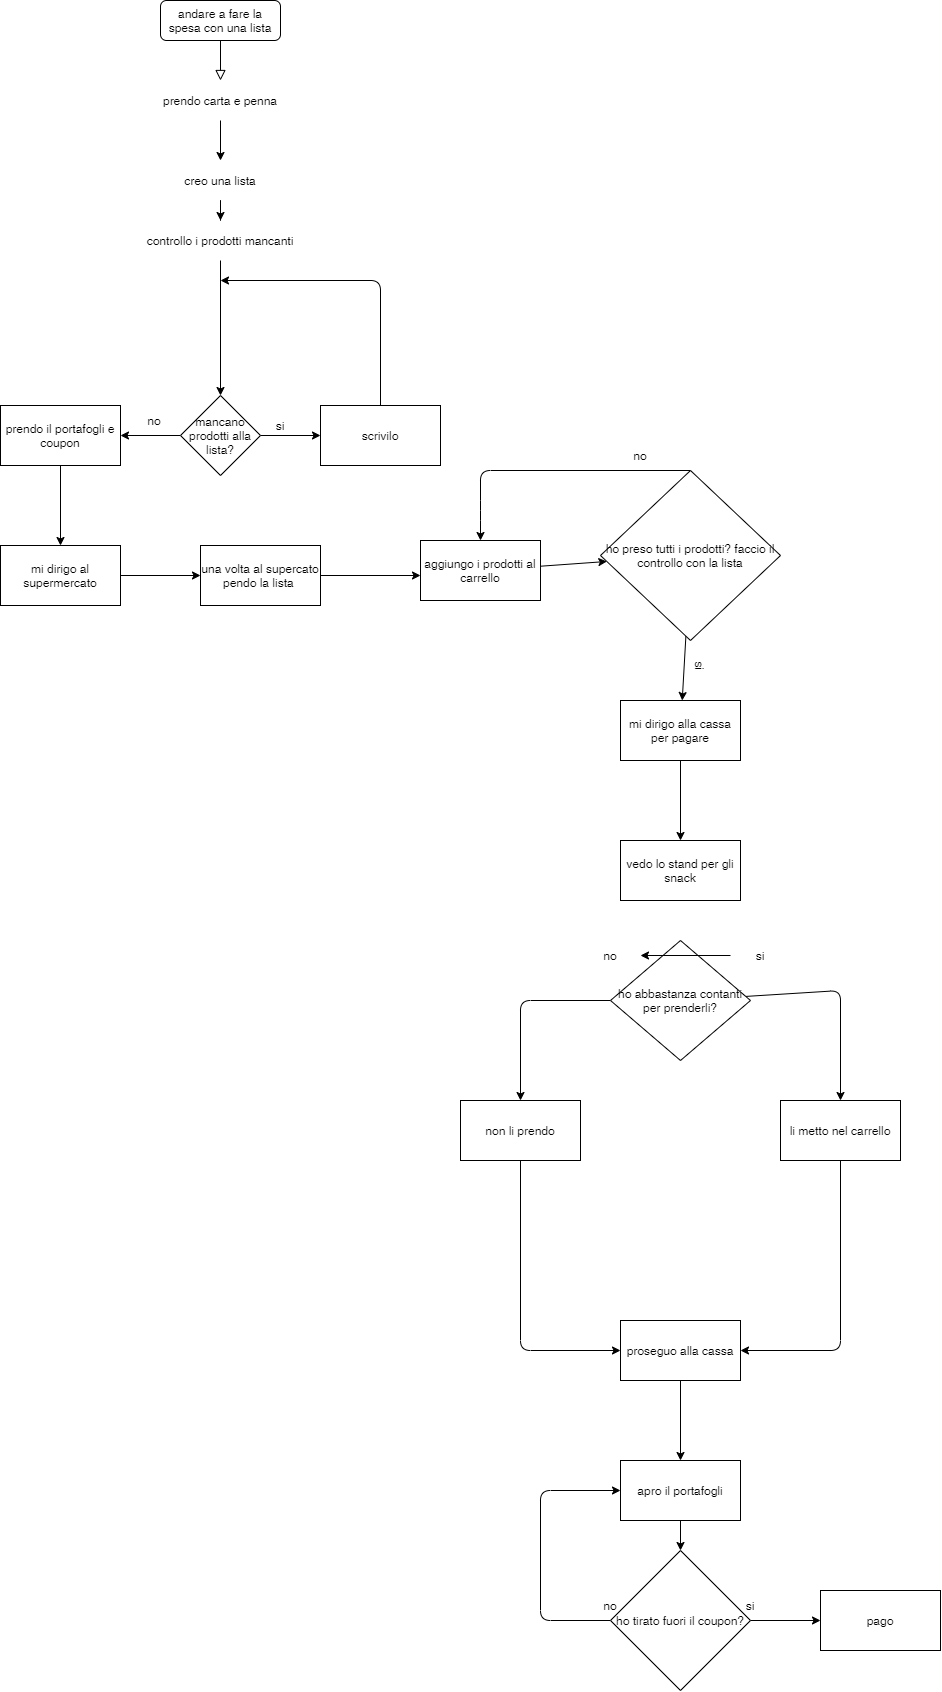 andare a fare la
spesa con una lista
prendo carta e penna
creo una lista
controllo i prodotti mancanti
prendo il portafogli e
coupon
no
mancano
prodotti alla
lista?
si
scrivilo
mi dirigo al
supermercato
una volta al supercato
pendo la lista
aggiungo i prodotti al
carrello
no
ho preso tutti i prodotti? faccio il
controllo con la lista
si
mi dirigo alla cassa
per pagare
vedo lo stand per gli
snack
no
si
ho abbastanza contanti
per prenderli?
non li prendo
li metto nel carrello
proseguo alla cassa
apro il portafogli
no
si
ho tirato fuori il coupon?
pago